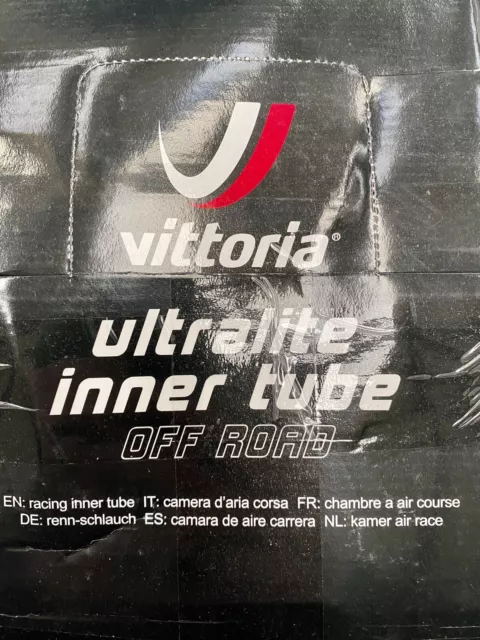 vittoria®
ultralite
inner tube
OFF ROAD
EN: racing inner tube IT: camera d'aria corsa FR: chambre a air course
DE: renn-schlauch ES: camara de aire carrera NL: kamer air race